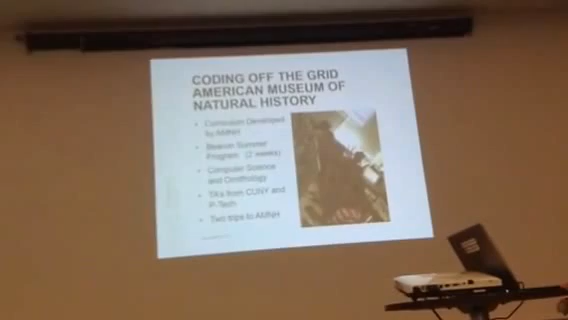 CODING OFF THE GRID
AMERICAN MUSEUM OF
NATURAL HISTORY
• Curriculum Developed
by AMNH
• Beacon Summer
Program (2 weeks)
• Computer Science
and Ornithology
• TAs from CUNY and
P-Tech
• Two trips to AMNH